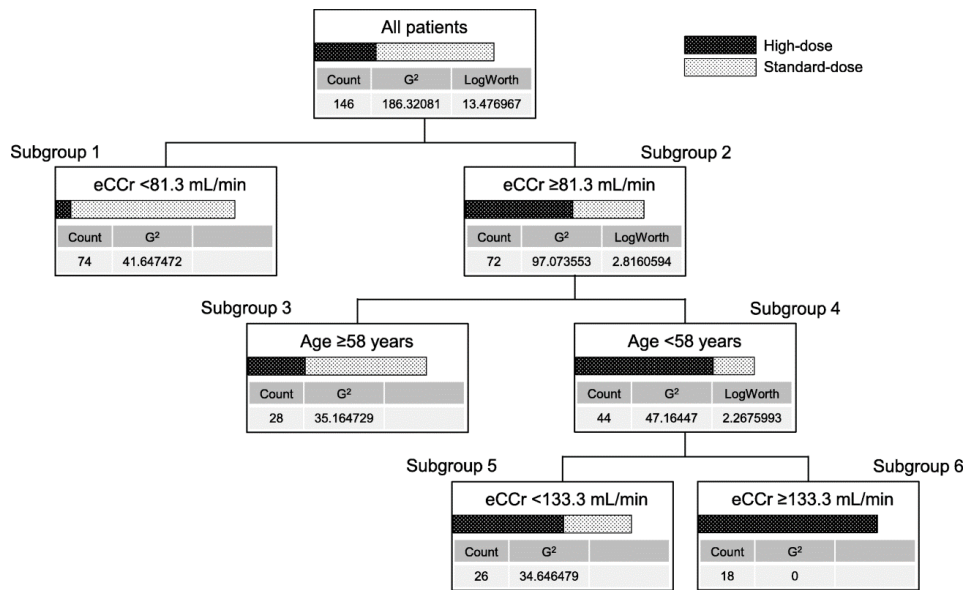 All patients
Count G² LogWorth
146 186.32081 13.476967
High-dose
Standard-dose
Subgroup 1
eCCr <81.3 mL/min
Count G²
74 41.647472
Subgroup 2
eCCr ≥81.3 mL/min
Count G² LogWorth
72 97.073553 2.8160594
Subgroup 3
Age ≥58 years
Count G²
28 35.164729
Subgroup 4
Age <58 years
Count G² LogWorth
44 47.16447 2.2675993
Subgroup 5
eCCr <133.3 mL/min
Count G²
26 34.646479
Subgroup 6
eCCr ≥133.3 mL/min
Count G²
18 0